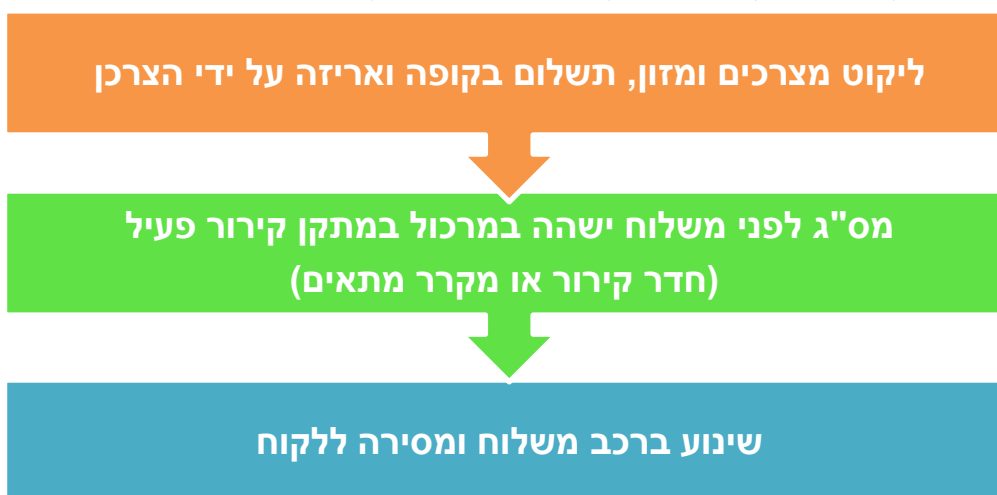 ליקוט מצרכים ומזון, תשלום בקופה ואריזה על ידי הצרכן
מס"ג לפני משלוח ישהה במרכול במתקן קירור פעיל
(חדר קירור או מקרר מתאים)
שינוע ברכב משלוח ומסירה ללקוח